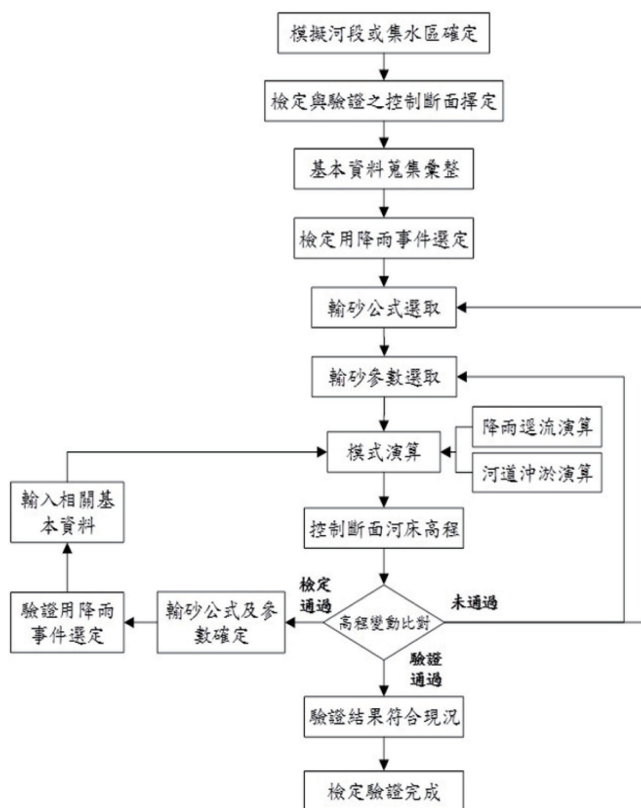 模擬河段或集水區確定
檢定與驗證之控制斷面擇定
基本資料蒐集彙整
檢定用降雨事件選定
輸砂公式選取
輸砂參數選取
模式演算
降雨逕流演算
河道沖淤演算
輸入相關基
本資料
控制斷面河床高程
檢定
通過
未通過
驗證用降雨
事件選定
輸砂公式及參
數確定
高程變動比對
驗證
通過
驗證結果符合現況
檢定驗證完成